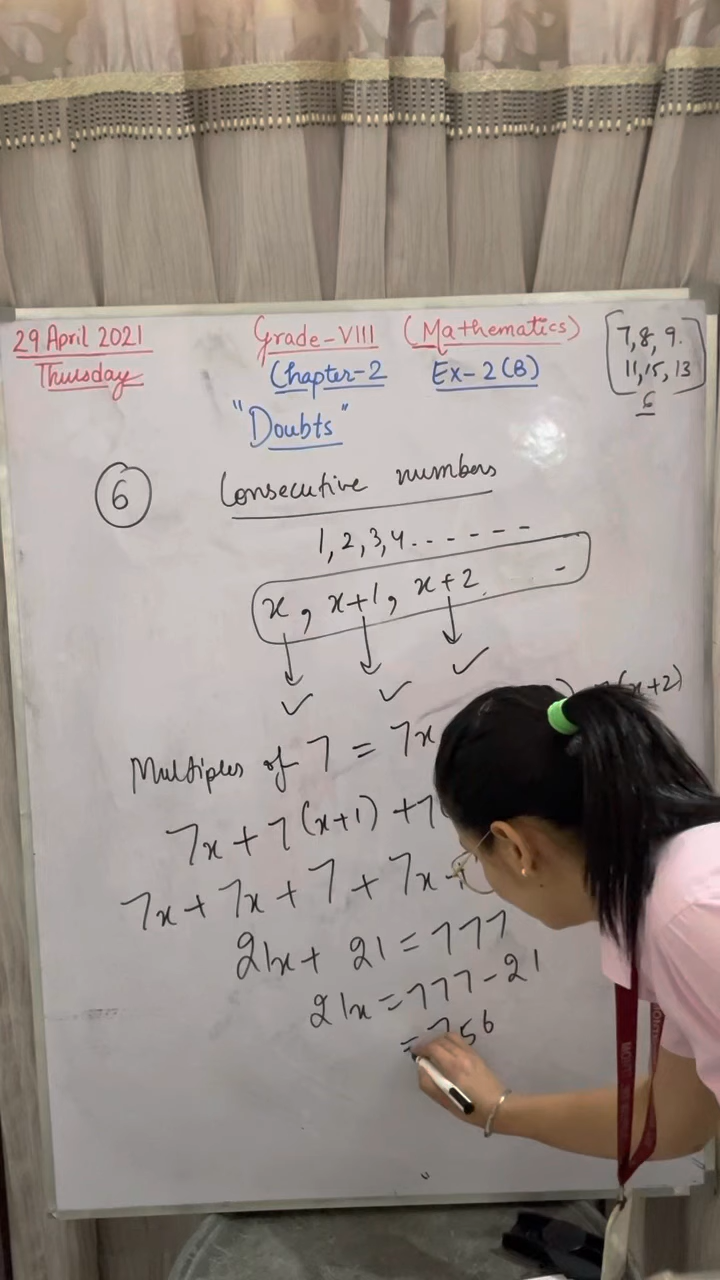 29 April 2021
Thursday
Grade-VIII (Mathematics)
Chapter-2 Ex-2(B)
"Doubts"
7, 8, 9.
11, 15, 13
6
6 Consecutive numbers
1, 2, 3, 4 . . - - - -
x, x+1, x+2 -
(x+2)
Multiples of 7 = 7x
7x + 7(x+1) + 7
7x + 7x + 7 + 7x +
21x + 21 = 777
21x = 777 - 21
= 756